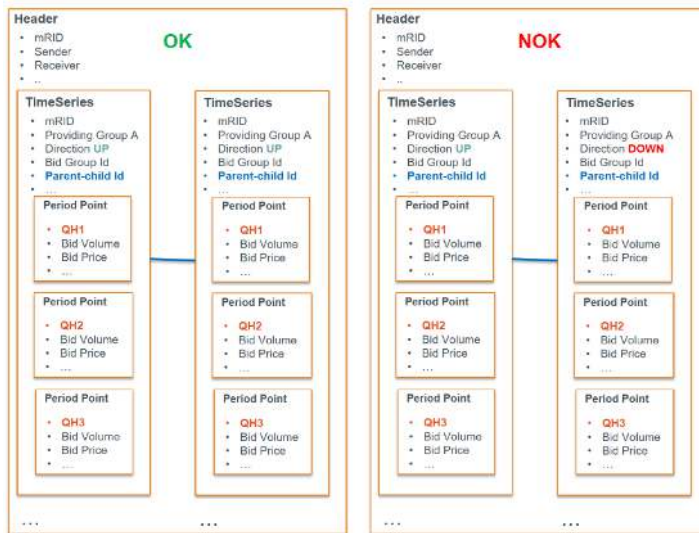 Header
OK
• mRID
• Sender
• Receiver
• ..
TimeSeries
• mRID
• Providing Group A
• Direction UP
• Bid Group Id
• Parent-child Id
• ...
Period Point
• QH1
• Bid Volume
• Bid Price
• ...
Period Point
• QH2
• Bid Volume
• Bid Price
• ...
Period Point
• QH3
• Bid Volume
• Bid Price
• ...
...
TimeSeries
• mRID
• Providing Group A
• Direction UP
• Bid Group Id
• Parent-child Id
• ...
Period Point
• QH1
• Bid Volume
• Bid Price
• ...
Period Point
• QH2
• Bid Volume
• Bid Price
• ...
Period Point
• QH3
• Bid Volume
• Bid Price
• ...
...
Header
NOK
• mRID
• Sender
• Receiver
• ..
TimeSeries
• mRID
• Providing Group A
• Direction UP
• Bid Group Id
• Parent-child Id
• ...
Period Point
• QH1
• Bid Volume
• Bid Price
• ...
Period Point
• QH2
• Bid Volume
• Bid Price
• ...
Period Point
• QH3
• Bid Volume
• Bid Price
• ...
...
TimeSeries
• mRID
• Providing Group A
• Direction DOWN
• Bid Group Id
• Parent-child Id
• ...
Period Point
• QH1
• Bid Volume
• Bid Price
• ...
Period Point
• QH2
• Bid Volume
• Bid Price
• ...
Period Point
• QH3
• Bid Volume
• Bid Price
• ...
...